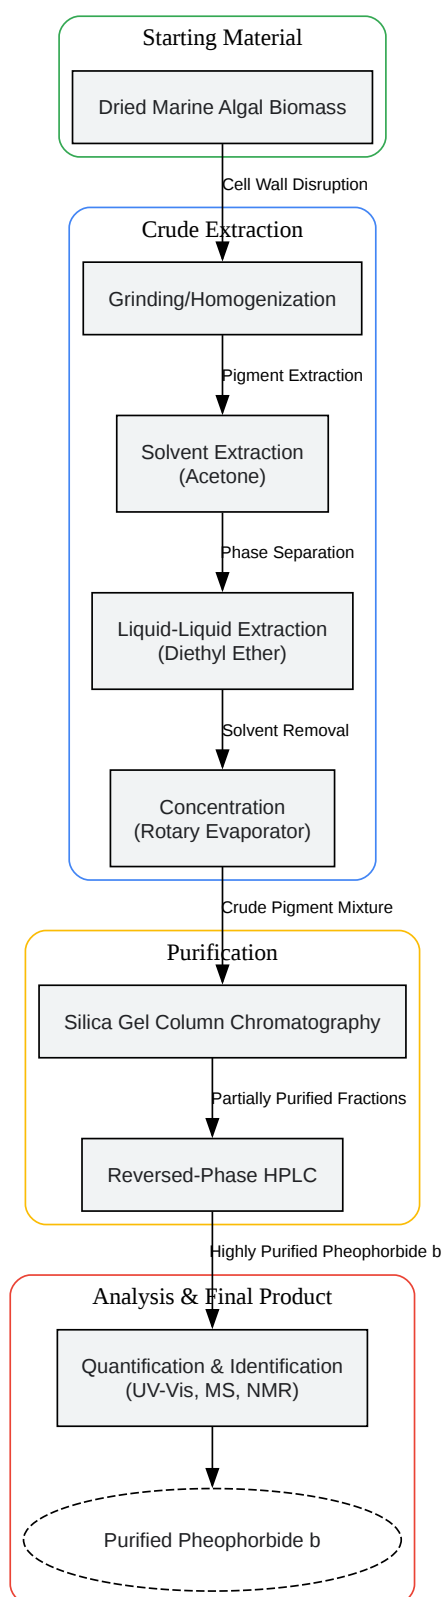 Starting Material
Dried Marine Algal Biomass
Cell Wall Disruption
Crude Extraction
Grinding/Homogenization
Pigment Extraction
Solvent Extraction
(Acetone)
Phase Separation
Liquid-Liquid Extraction
(Diethyl Ether)
Solvent Removal
Concentration
(Rotary Evaporator)
Crude Pigment Mixture
Purification
Silica Gel Column Chromatography
Partially Purified Fractions
Reversed-Phase HPLC
Highly Purified Pheophorbide b
Analysis & Final Product
Quantification & Identification
(UV-Vis, MS, NMR)
Purified Pheophorbide b